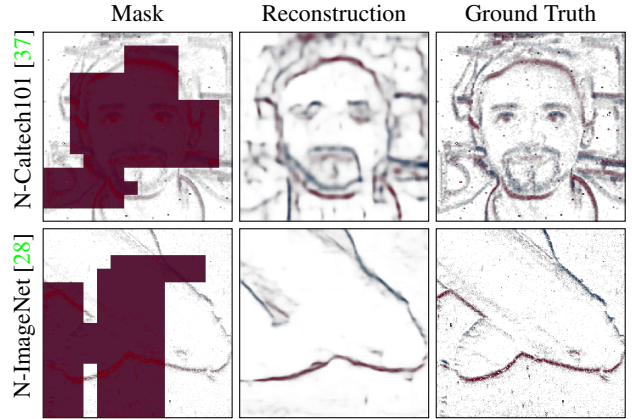 Mask Reconstruction Ground Truth
N-Caltech101 [37]
N-ImageNet [28]